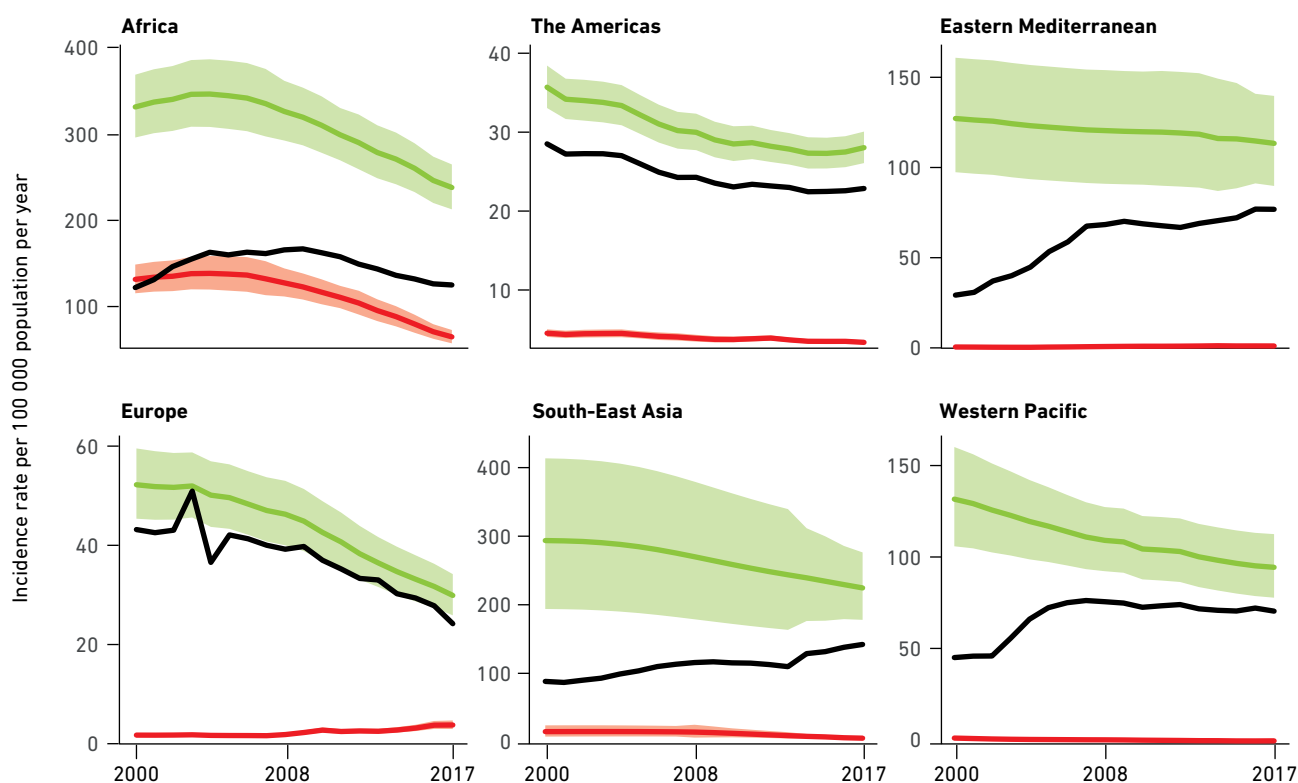 Incidence rate per 100 000 population per year
Africa
400
300
200
100
The Americas
40
30
20
10
Eastern Mediterranean
150
100
50
0
Europe
60
40
20
0
2000 2008 2017
South-East Asia
400
300
200
100
0
2000 2008 2017
Western Pacific
150
100
50
0
2000 2008 2017